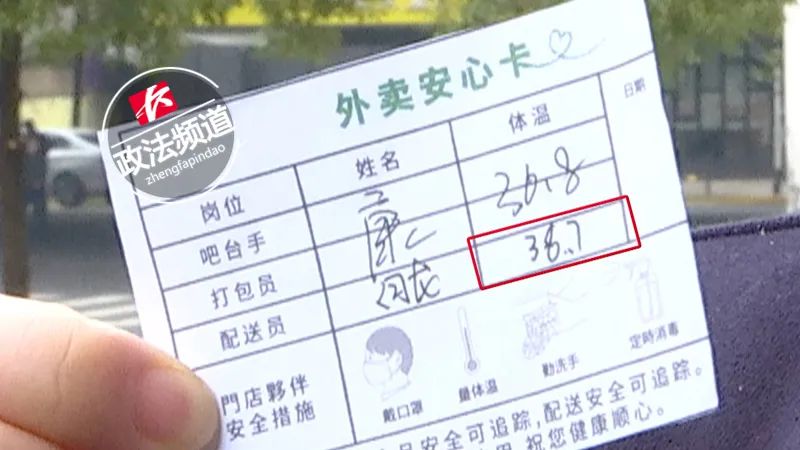 外卖安心卡
政法频道
zhengfapindao
岗位 姓名 体温 日期
吧台手 36.8
打包员 38.7
配送员
門店夥伴
安全措施
戴口罩 量体温 勤洗手 定時消毒
品安全可追踪,配送安全可追踪。
用,祝您健康顺心。